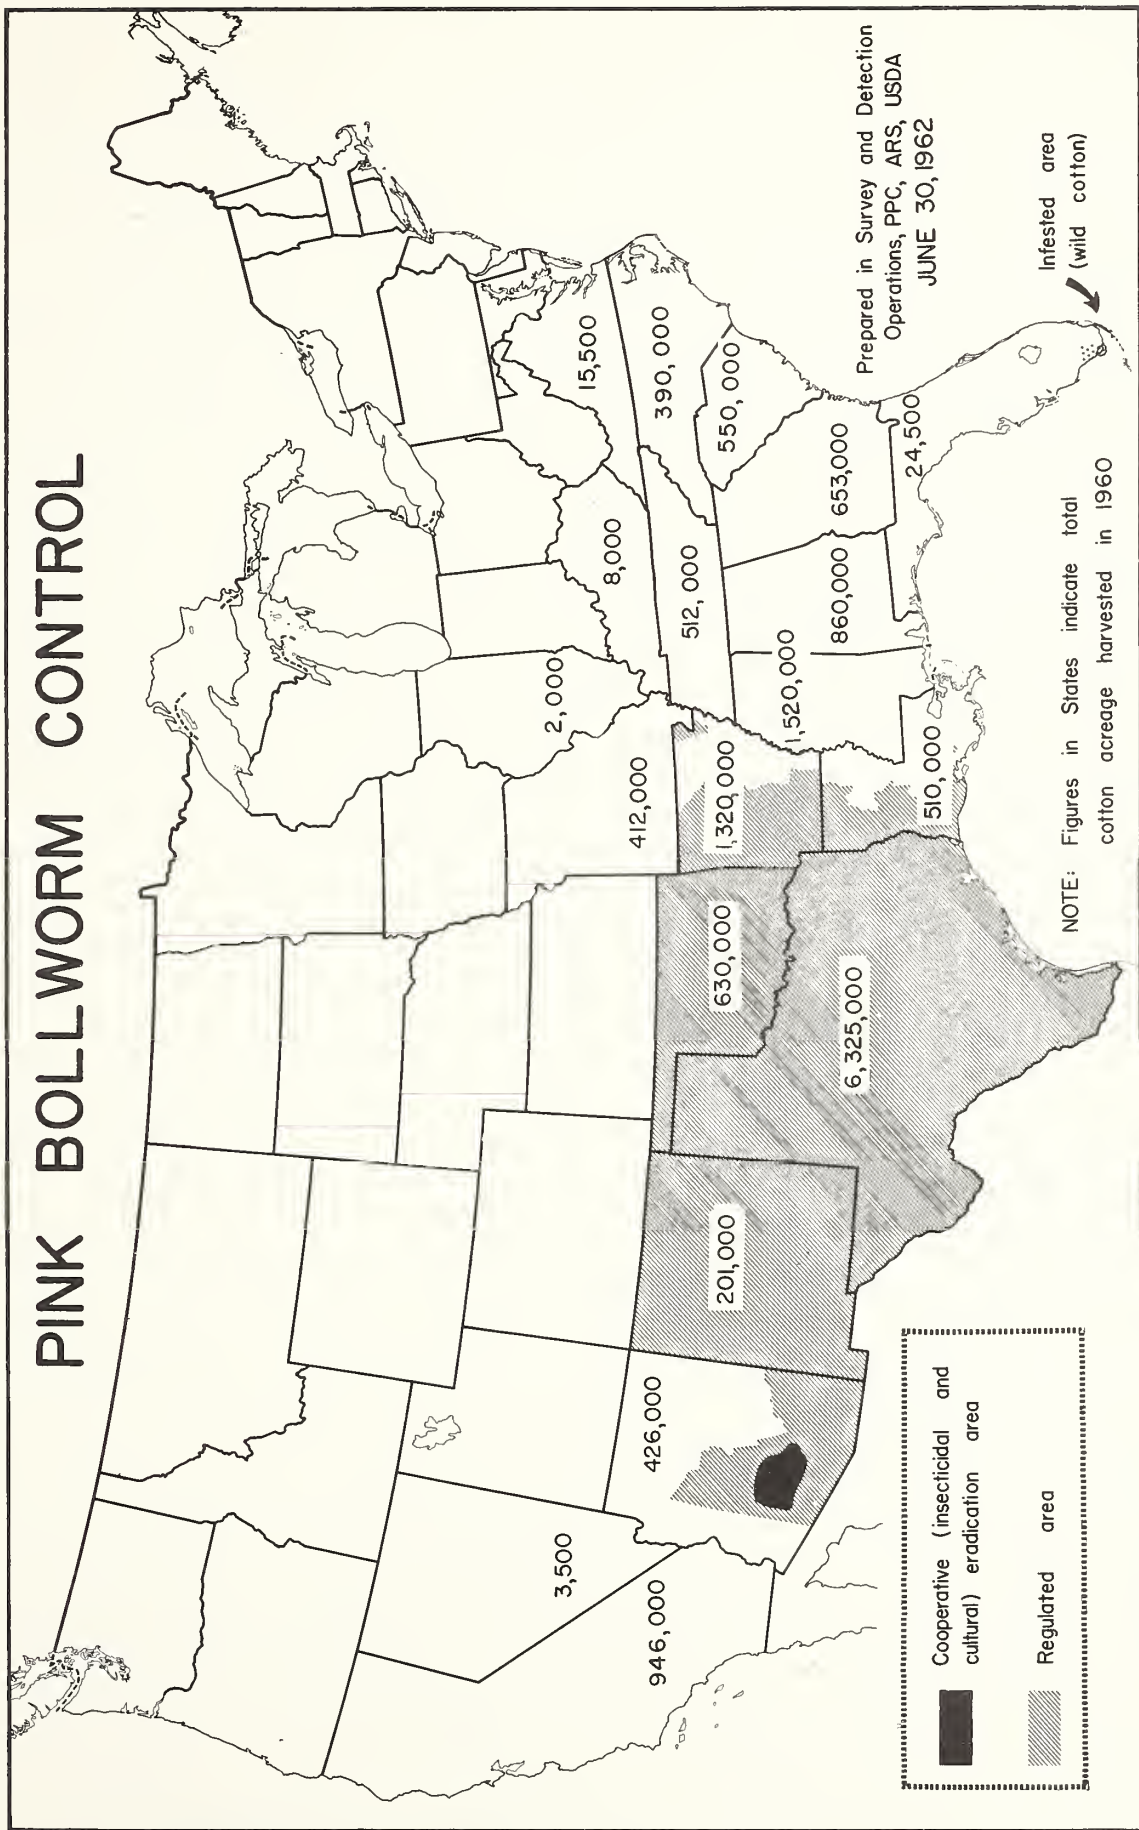 PINK BOLLWORM CONTROL
946,000
3,500
426,000
201,000
6,325,000
630,000
412,000
1,320,000
510,000
2,000
1,520,000
8,000
512,000
860,000
653,000
24,500
15,500
390,000
550,000
Prepared in Survey and Detection
Operations, PPC, ARS, USDA
JUNE 30, 1962
Infested area
(wild cotton)
NOTE: Figures in States indicate total
cotton acreage harvested in 1960
Cooperative (insecticidal and
cultural) eradication area
Regulated area